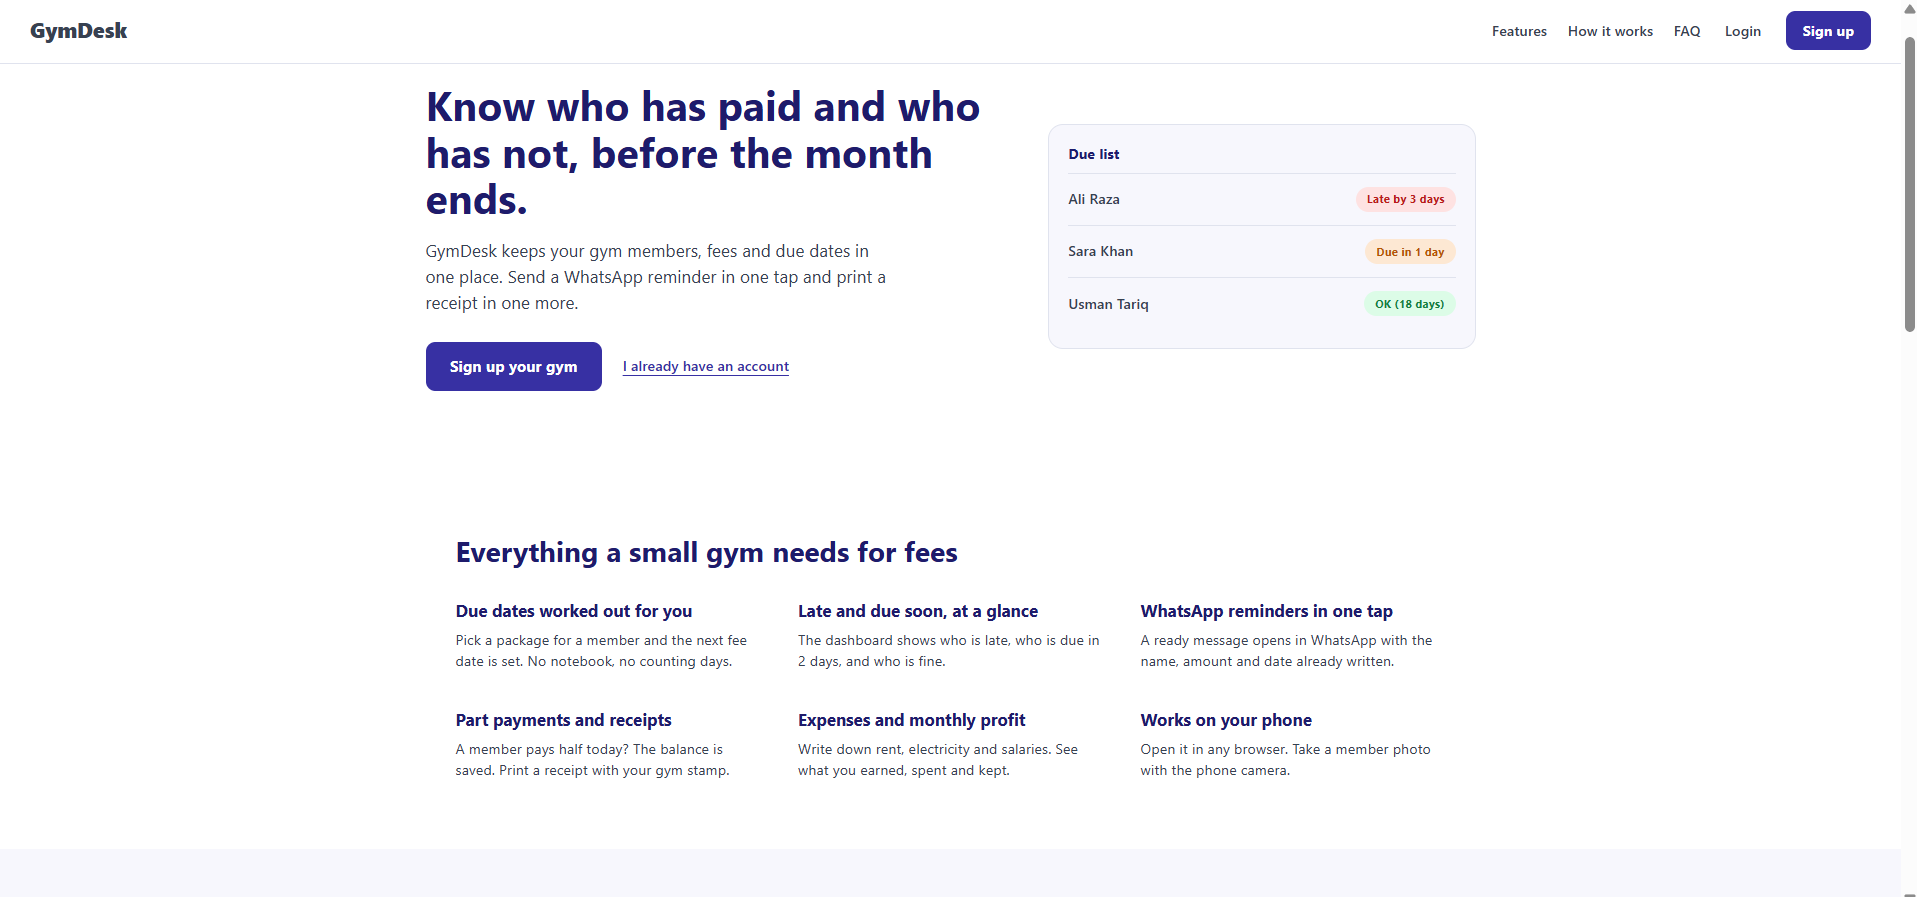 GymDesk
Features
How it works
FAQ
Login
Sign up
Know who has paid and who
has not, before the month
ends.
GymDesk keeps your gym members, fees and due dates in
one place. Send a WhatsApp reminder in one tap and print a
receipt in one more.
Sign up your gym
I already have an account
Due list
Ali Raza
Late by 3 days
Sara Khan
Due in 1 day
Usman Tariq
OK (18 days)
Everything a small gym needs for fees
Due dates worked out for you
Pick a package for a member and the next fee
date is set. No notebook, no counting days.
Late and due soon, at a glance
The dashboard shows who is late, who is due in
2 days, and who is fine.
WhatsApp reminders in one tap
A ready message opens in WhatsApp with the
name, amount and date already written.
Part payments and receipts
A member pays half today? The balance is
saved. Print a receipt with your gym stamp.
Expenses and monthly profit
Write down rent, electricity and salaries. See
what you earned, spent and kept.
Works on your phone
Open it in any browser. Take a member photo
with the phone camera.